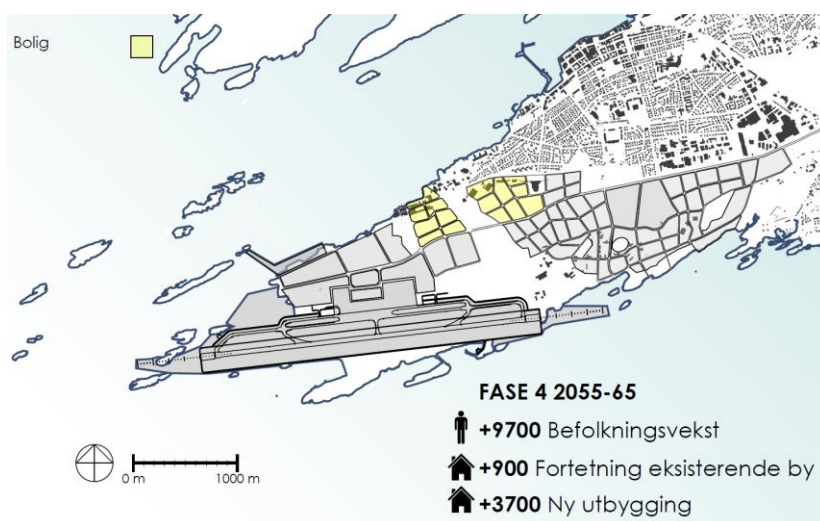 Bolig
FASE 4 2055-65
+9700 Befolkningsvekst
+900 Fortetning eksisterende by
+3700 Ny utbygging
0 m 1000 m